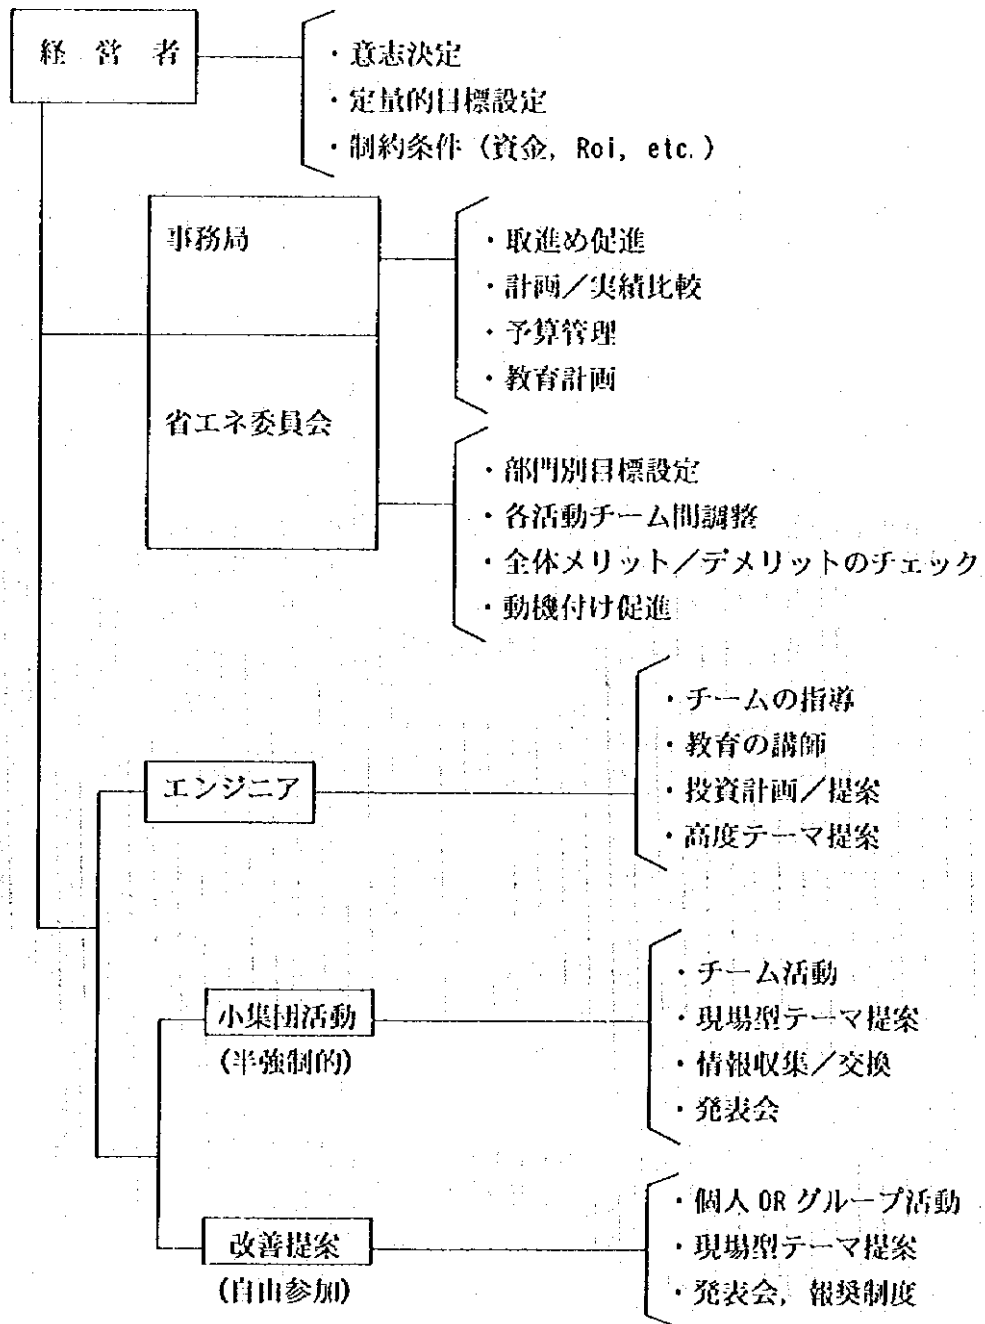 経営者
・意志決定
・定量的目標設定
・制約条件（資金, Roi, etc.）
事務局
・取進め促進
・計画／実績比較
・予算管理
・教育計画
省エネ委員会
・部門別目標設定
・各活動チーム間調整
・全体メリット／デメリットのチェック
・動機付け促進
エンジニア
・チームの指導
・教育の講師
・投資計画／提案
・高度テーマ提案
小集団活動
(半強制的)
・チーム活動
・現場型テーマ提案
・情報収集／交換
・発表会
改善提案
(自由参加)
・個人 OR グループ活動
・現場型テーマ提案
・発表会, 報奨制度